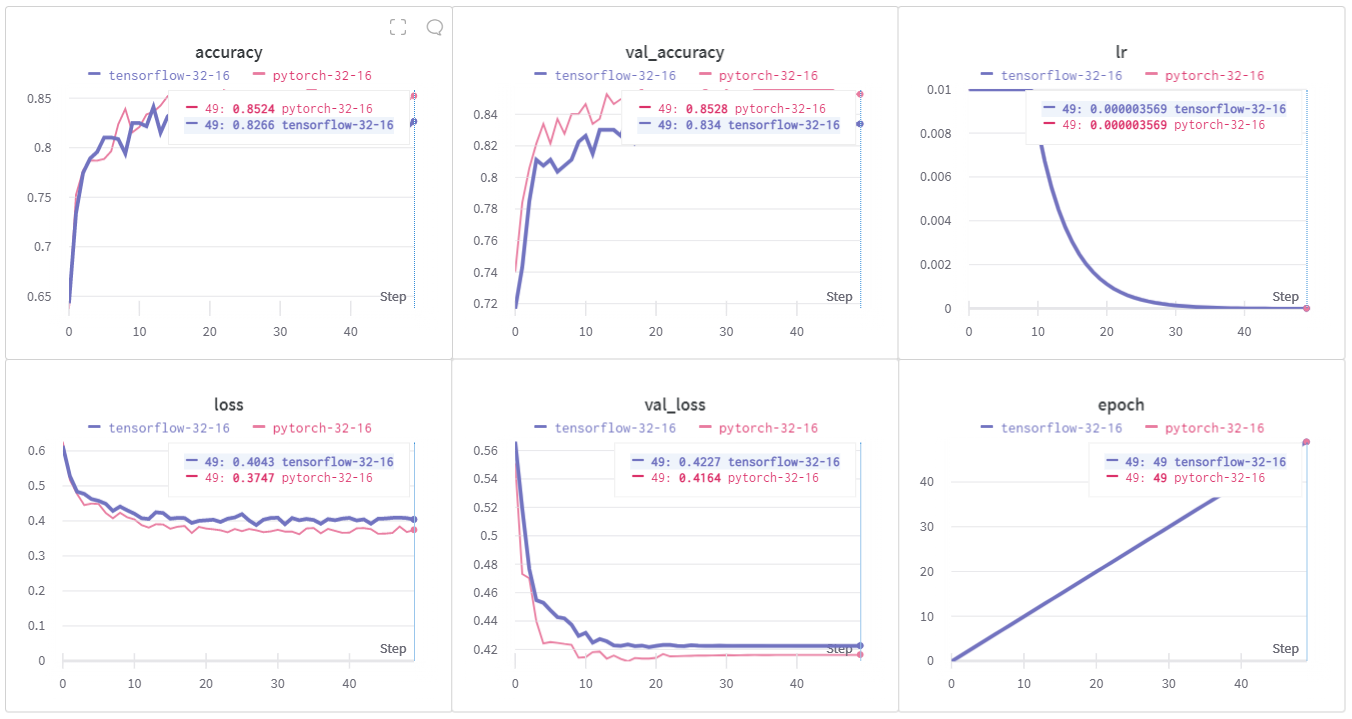 accuracy
tensorflow-32-16 pytorch-32-16
49: 0.8524 pytorch-32-16
49: 0.8266 tensorflow-32-16
0.85
0.8
0.75
0.7
0.65
Step
0 10 20 30 40
val_accuracy
tensorflow-32-16 pytorch-32-16
49: 0.8528 pytorch-32-16
49: 0.834 tensorflow-32-16
0.84
0.82
0.8
0.78
0.76
0.74
0.72
Step
0 10 20 30 40
lr
tensorflow-32-16 pytorch-32-16
49: 0.000003569 tensorflow-32-16
49: 0.000003569 pytorch-32-16
0.01
0.008
0.006
0.004
0.002
0
Step
0 10 20 30 40
loss
tensorflow-32-16 pytorch-32-16
49: 0.4043 tensorflow-32-16
49: 0.3747 pytorch-32-16
0.6
0.5
0.4
0.3
0.2
0.1
0
Step
0 10 20 30 40
val_loss
tensorflow-32-16 pytorch-32-16
49: 0.4227 tensorflow-32-16
49: 0.4164 pytorch-32-16
0.56
0.54
0.52
0.5
0.48
0.46
0.44
0.42
Step
0 10 20 30 40
epoch
tensorflow-32-16 pytorch-32-16
49: 49 tensorflow-32-16
49: 49 pytorch-32-16
40
30
20
10
0
Step
0 10 20 30 40